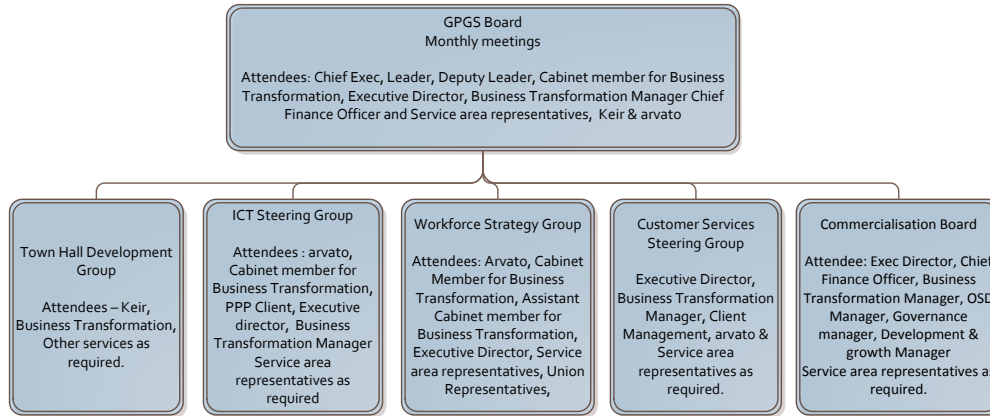 GPGS Board
Monthly meetings
Attendees: Chief Exec, Leader, Deputy Leader, Cabinet member for Business
Transformation, Executive Director, Business Transformation Manager Chief
Finance Officer and Service area representatives, Keir & arvato
Town Hall Development
Group
Attendees – Keir,
Business Transformation,
Other services as
required.
ICT Steering Group
Attendees : arvato,
Cabinet member for
Business Transformation,
PPP Client, Executive
director, Business
Transformation Manager
Service area
representatives as
required
Workforce Strategy Group
Attendees: Arvato, Cabinet
Member for Business
Transformation, Assistant
Cabinet member for
Business Transformation,
Executive Director, Service
area representatives, Union
Representatives,
Customer Services
Steering Group
Executive Director,
Business Transformation
Manager, Client
Management, arvato &
Service area
representatives as
required.
Commercialisation Board
Attendee: Exec Director, Chief
Finance Officer, Business
Transformation Manager, OSD
Manager, Governance
manager, Development &
growth Manager
Service area representatives as
required.